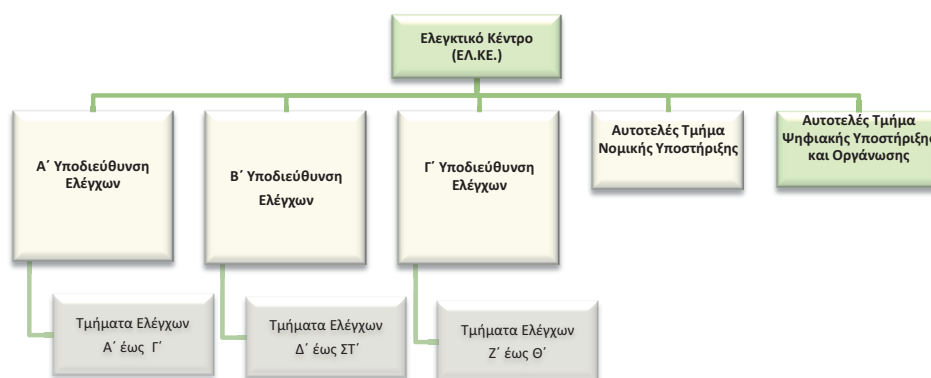 Ελεγκτικό Κέντρο
(ΕΛ.ΚΕ.)
Α΄ Υποδιεύθυνση
Ελέγχων
Β΄ Υποδιεύθυνση
Ελέγχων
Γ΄ Υποδιεύθυνση
Ελέγχων
Αυτοτελές Τμήμα
Νομικής Υποστήριξης
Αυτοτελές Τμήμα
Ψηφιακής Υποστήριξης
και Οργάνωσης
Τμήματα Ελέγχων
Α΄ έως Γ΄
Τμήματα Ελέγχων
Δ΄ έως ΣΤ΄
Τμήματα Ελέγχων
Ζ΄ έως Θ΄